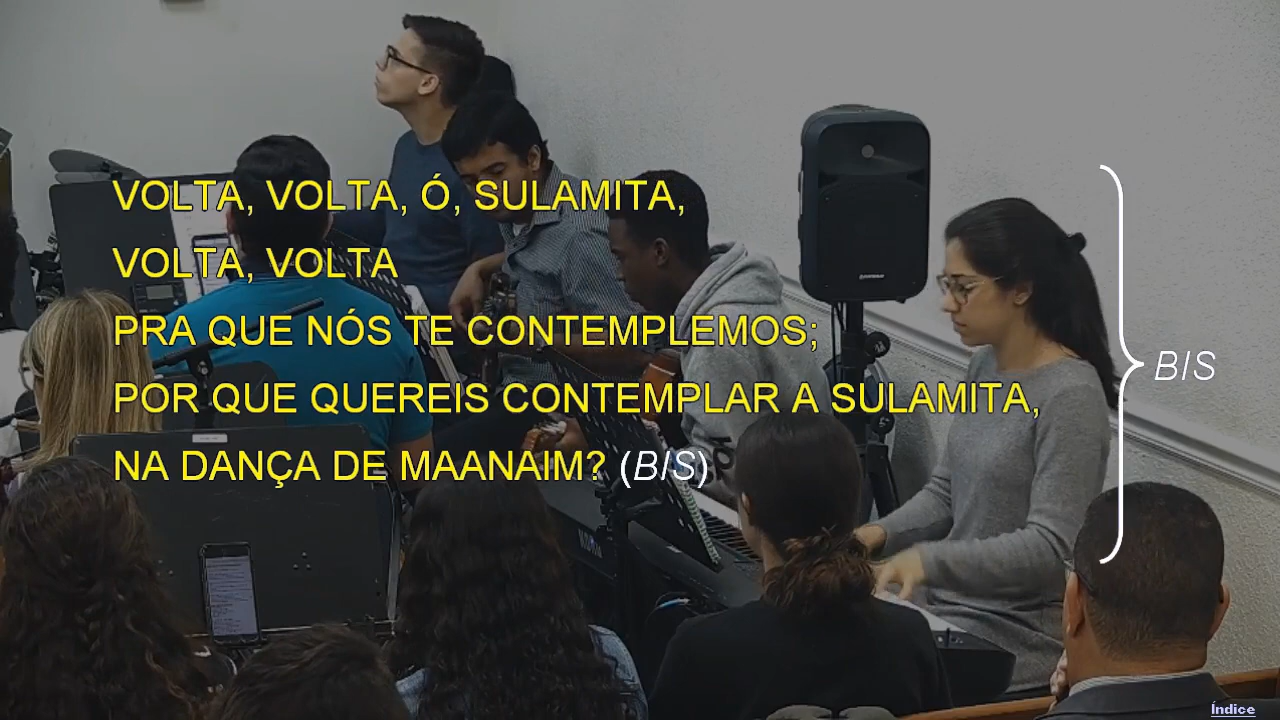 VOLTA, VOLTA, Ó, SULAMITA,
VOLTA, VOLTA
PRA QUE NÓS TE CONTEMPLEMOS;
POR QUE QUEREIS CONTEMPLAR A SULAMITA,
NA DANÇA DE MAANAIM? (BIS)
BIS
Índice